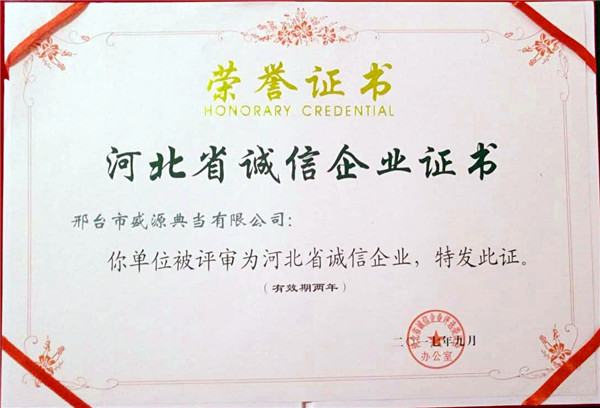 荣誉证书
HONORARY CREDENTIAL
河北省诚信企业证书
邢台市盛源典当有限公司：
你单位被评审为河北省诚信企业，特发此证。
（有效期两年）
二〇一七年九月
办公室